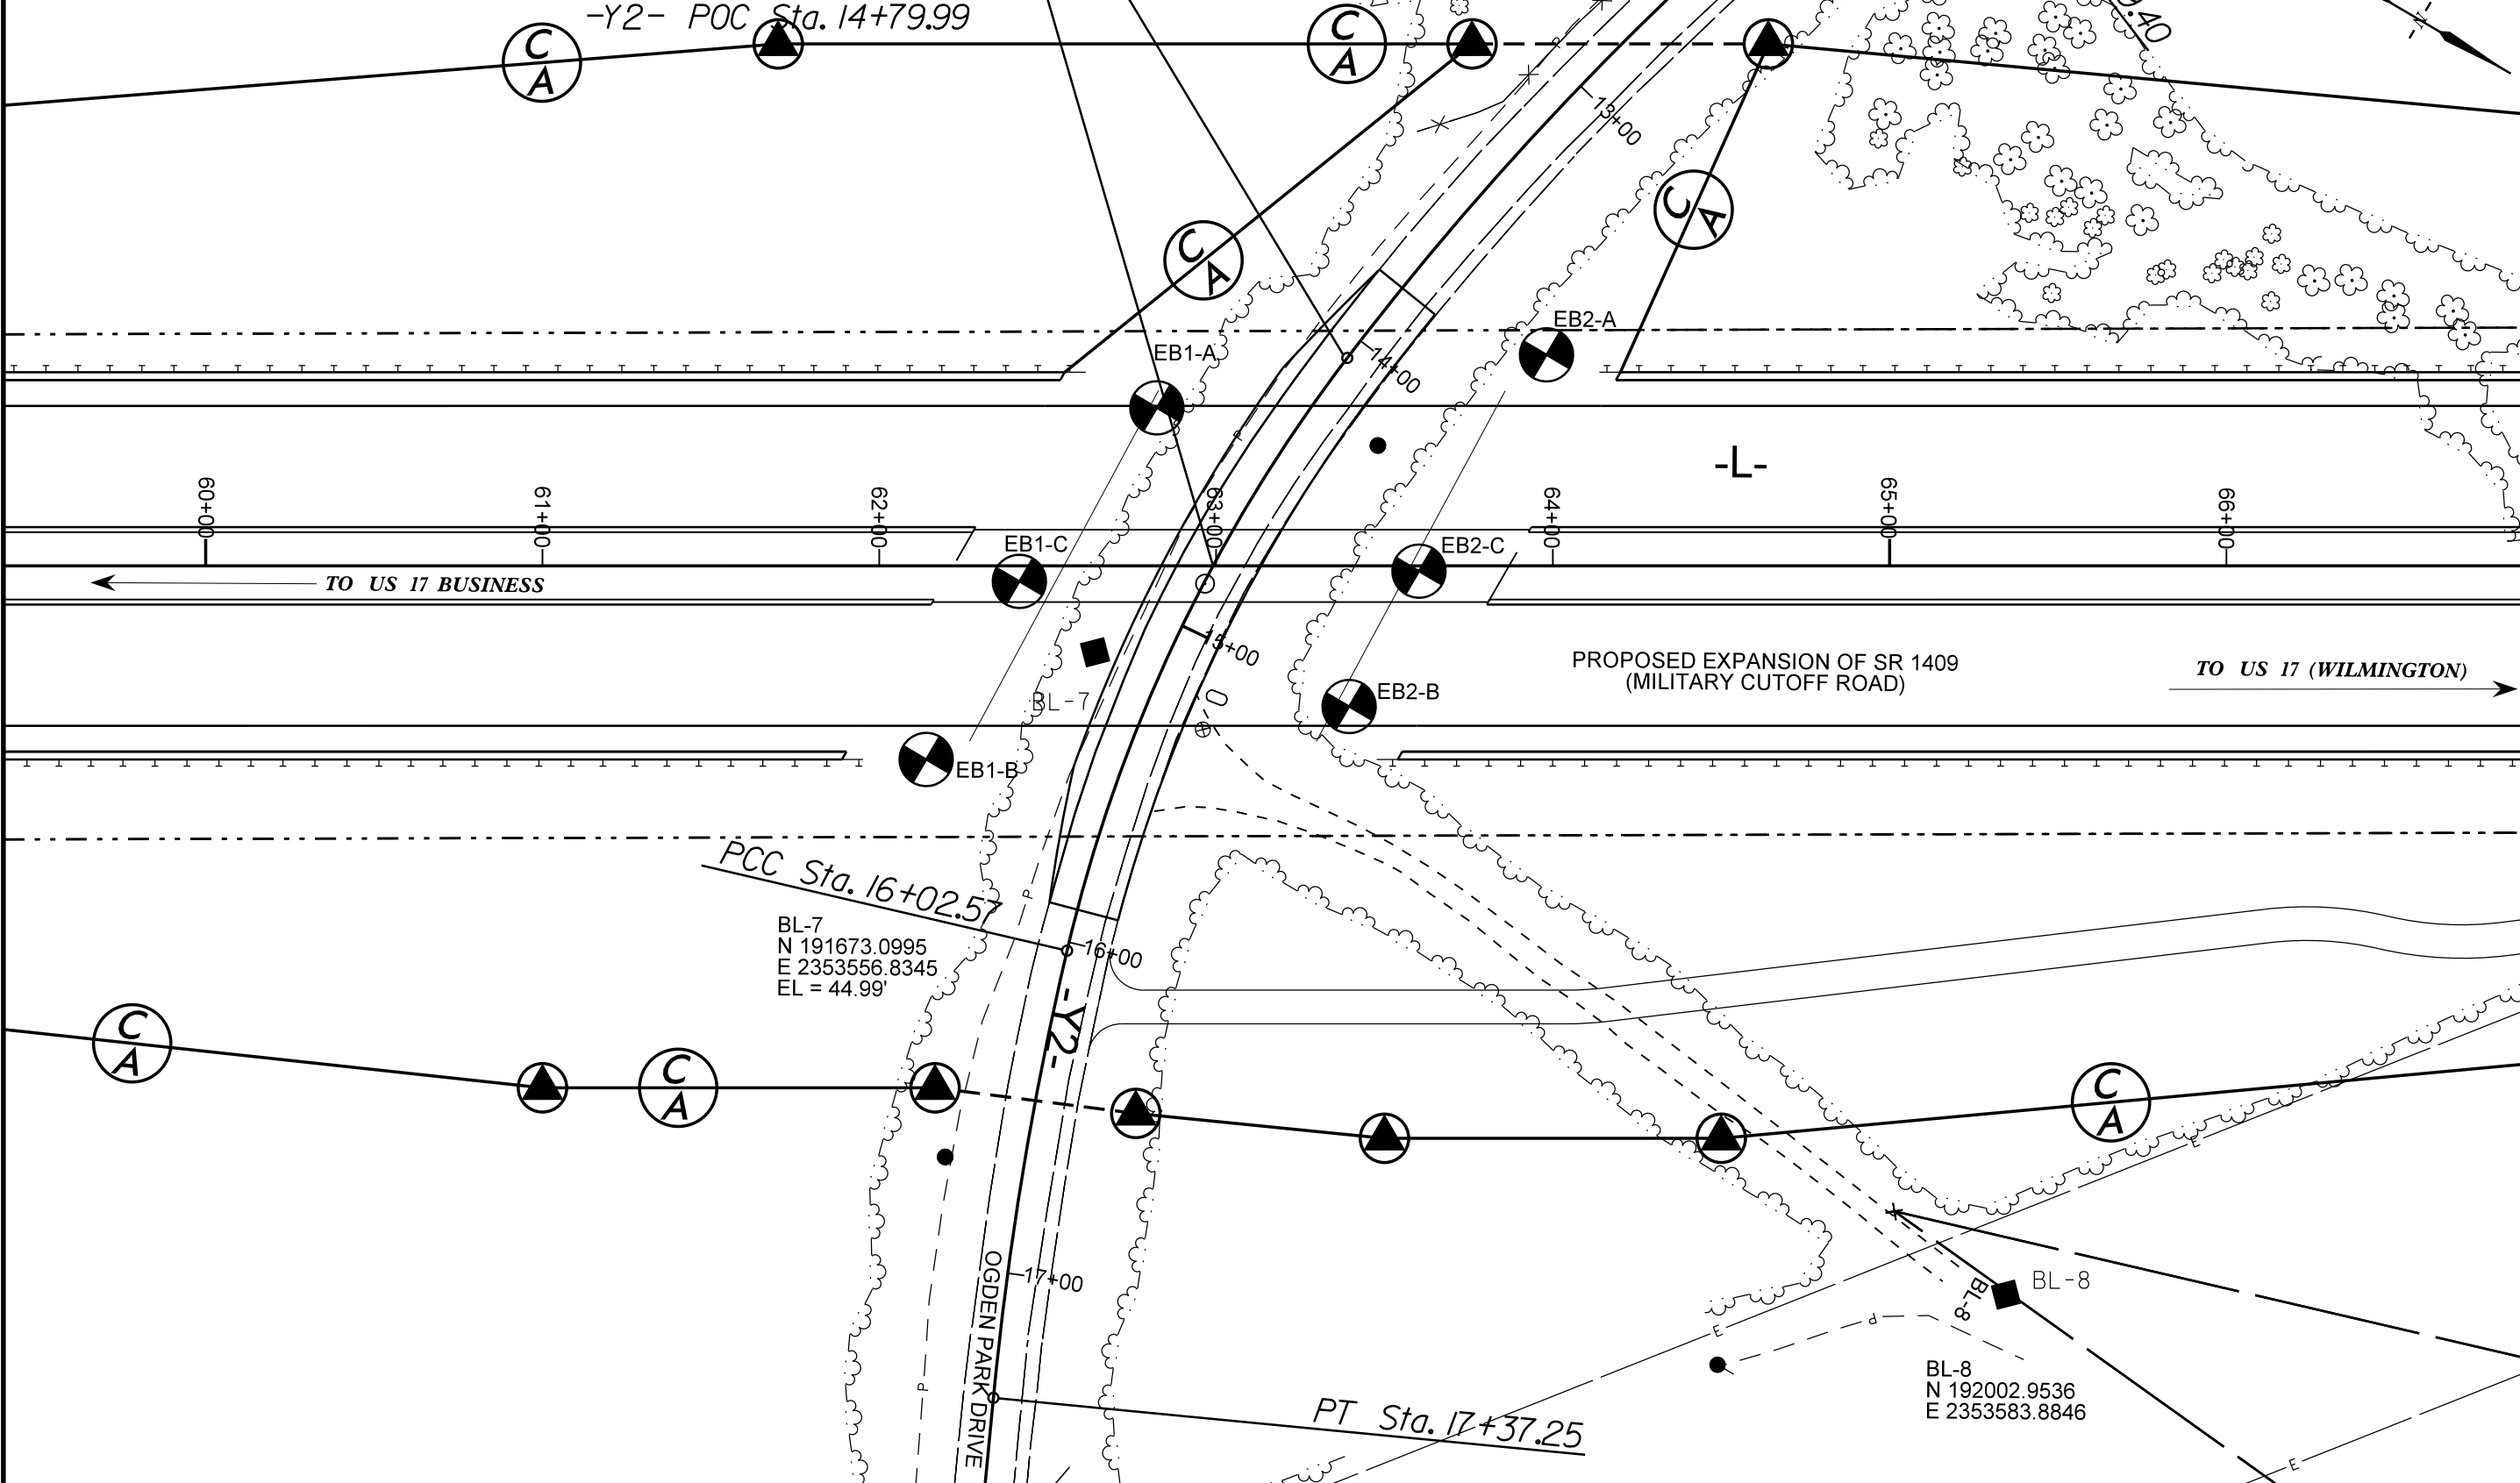 -Y2- POC Sta. 14+79.99
9.40
C
A
C
A
13+00
C
A
C
A
EB2-A
EB1-A
14+00
-L-
60+00
61+00
62+00
63+00
64+00
65+00
66+00
EB1-C
EB2-C
TO US 17 BUSINESS
15+00
PROPOSED EXPANSION OF SR 1409
(MILITARY CUTOFF ROAD)
TO US 17 (WILMINGTON)
BL-7
EB2-B
EB1-B
PCC Sta. 16+02.57
P
BL-7
N 191673.0995
E 2353556.8345
EL = 44.99'
16+00
-Y2-
C
A
C
A
C
A
E
17+00
OGDEN PARK DRIVE
BL-8
BL-8
E
P
P
BL-8
N 192002.9536
E 2353583.8846
PT Sta. 17+37.25
E